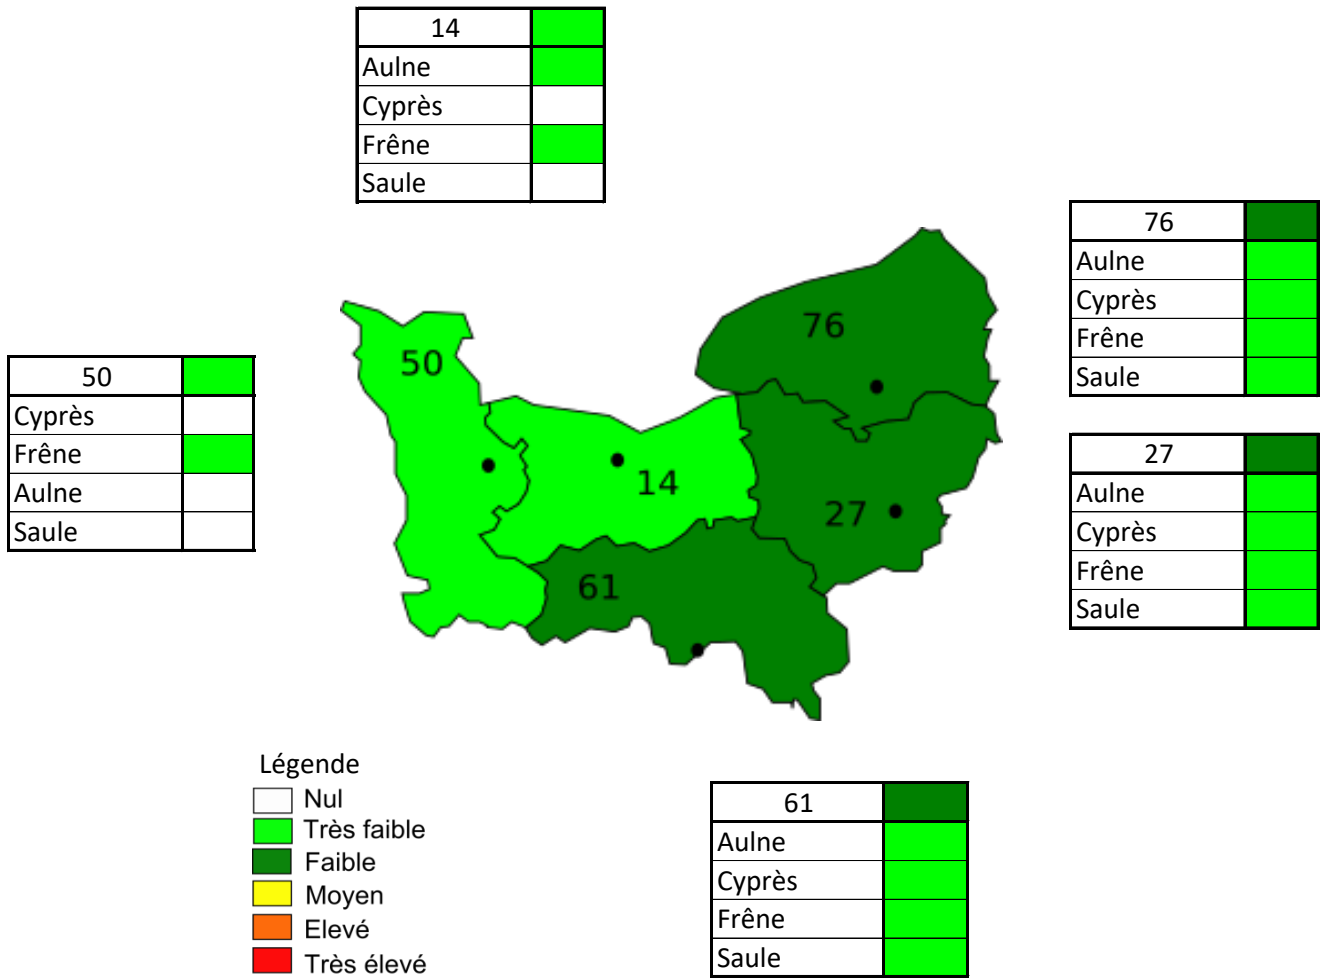 14
Aulne
Cyprès
Frêne
Saule
76
Aulne
Cyprès
Frêne
Saule
76
50
50
Cyprès
Frêne
Aulne
Saule
14
27
27
Aulne
Cyprès
Frêne
Saule
61
Légende
Nul
Très faible
Faible
Moyen
Elevé
Très élevé
61
Aulne
Cyprès
Frêne
Saule